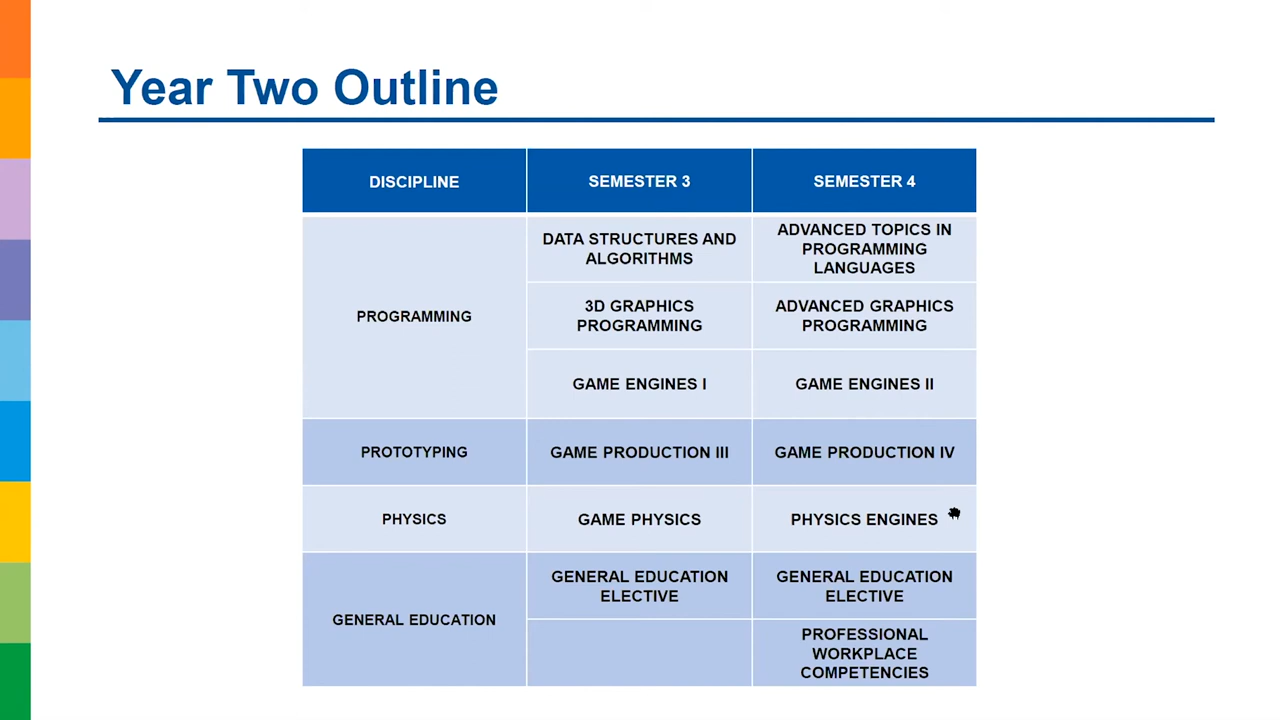 Year Two Outline
DISCIPLINE
SEMESTER 3
SEMESTER 4
PROGRAMMING
DATA STRUCTURES AND
ALGORITHMS
ADVANCED TOPICS IN
PROGRAMMING
LANGUAGES
3D GRAPHICS
PROGRAMMING
ADVANCED GRAPHICS
PROGRAMMING
GAME ENGINES I
GAME ENGINES II
PROTOTYPING
GAME PRODUCTION III
GAME PRODUCTION IV
PHYSICS
GAME PHYSICS
PHYSICS ENGINES
GENERAL EDUCATION
GENERAL EDUCATION
ELECTIVE
GENERAL EDUCATION
ELECTIVE
PROFESSIONAL
WORKPLACE
COMPETENCIES